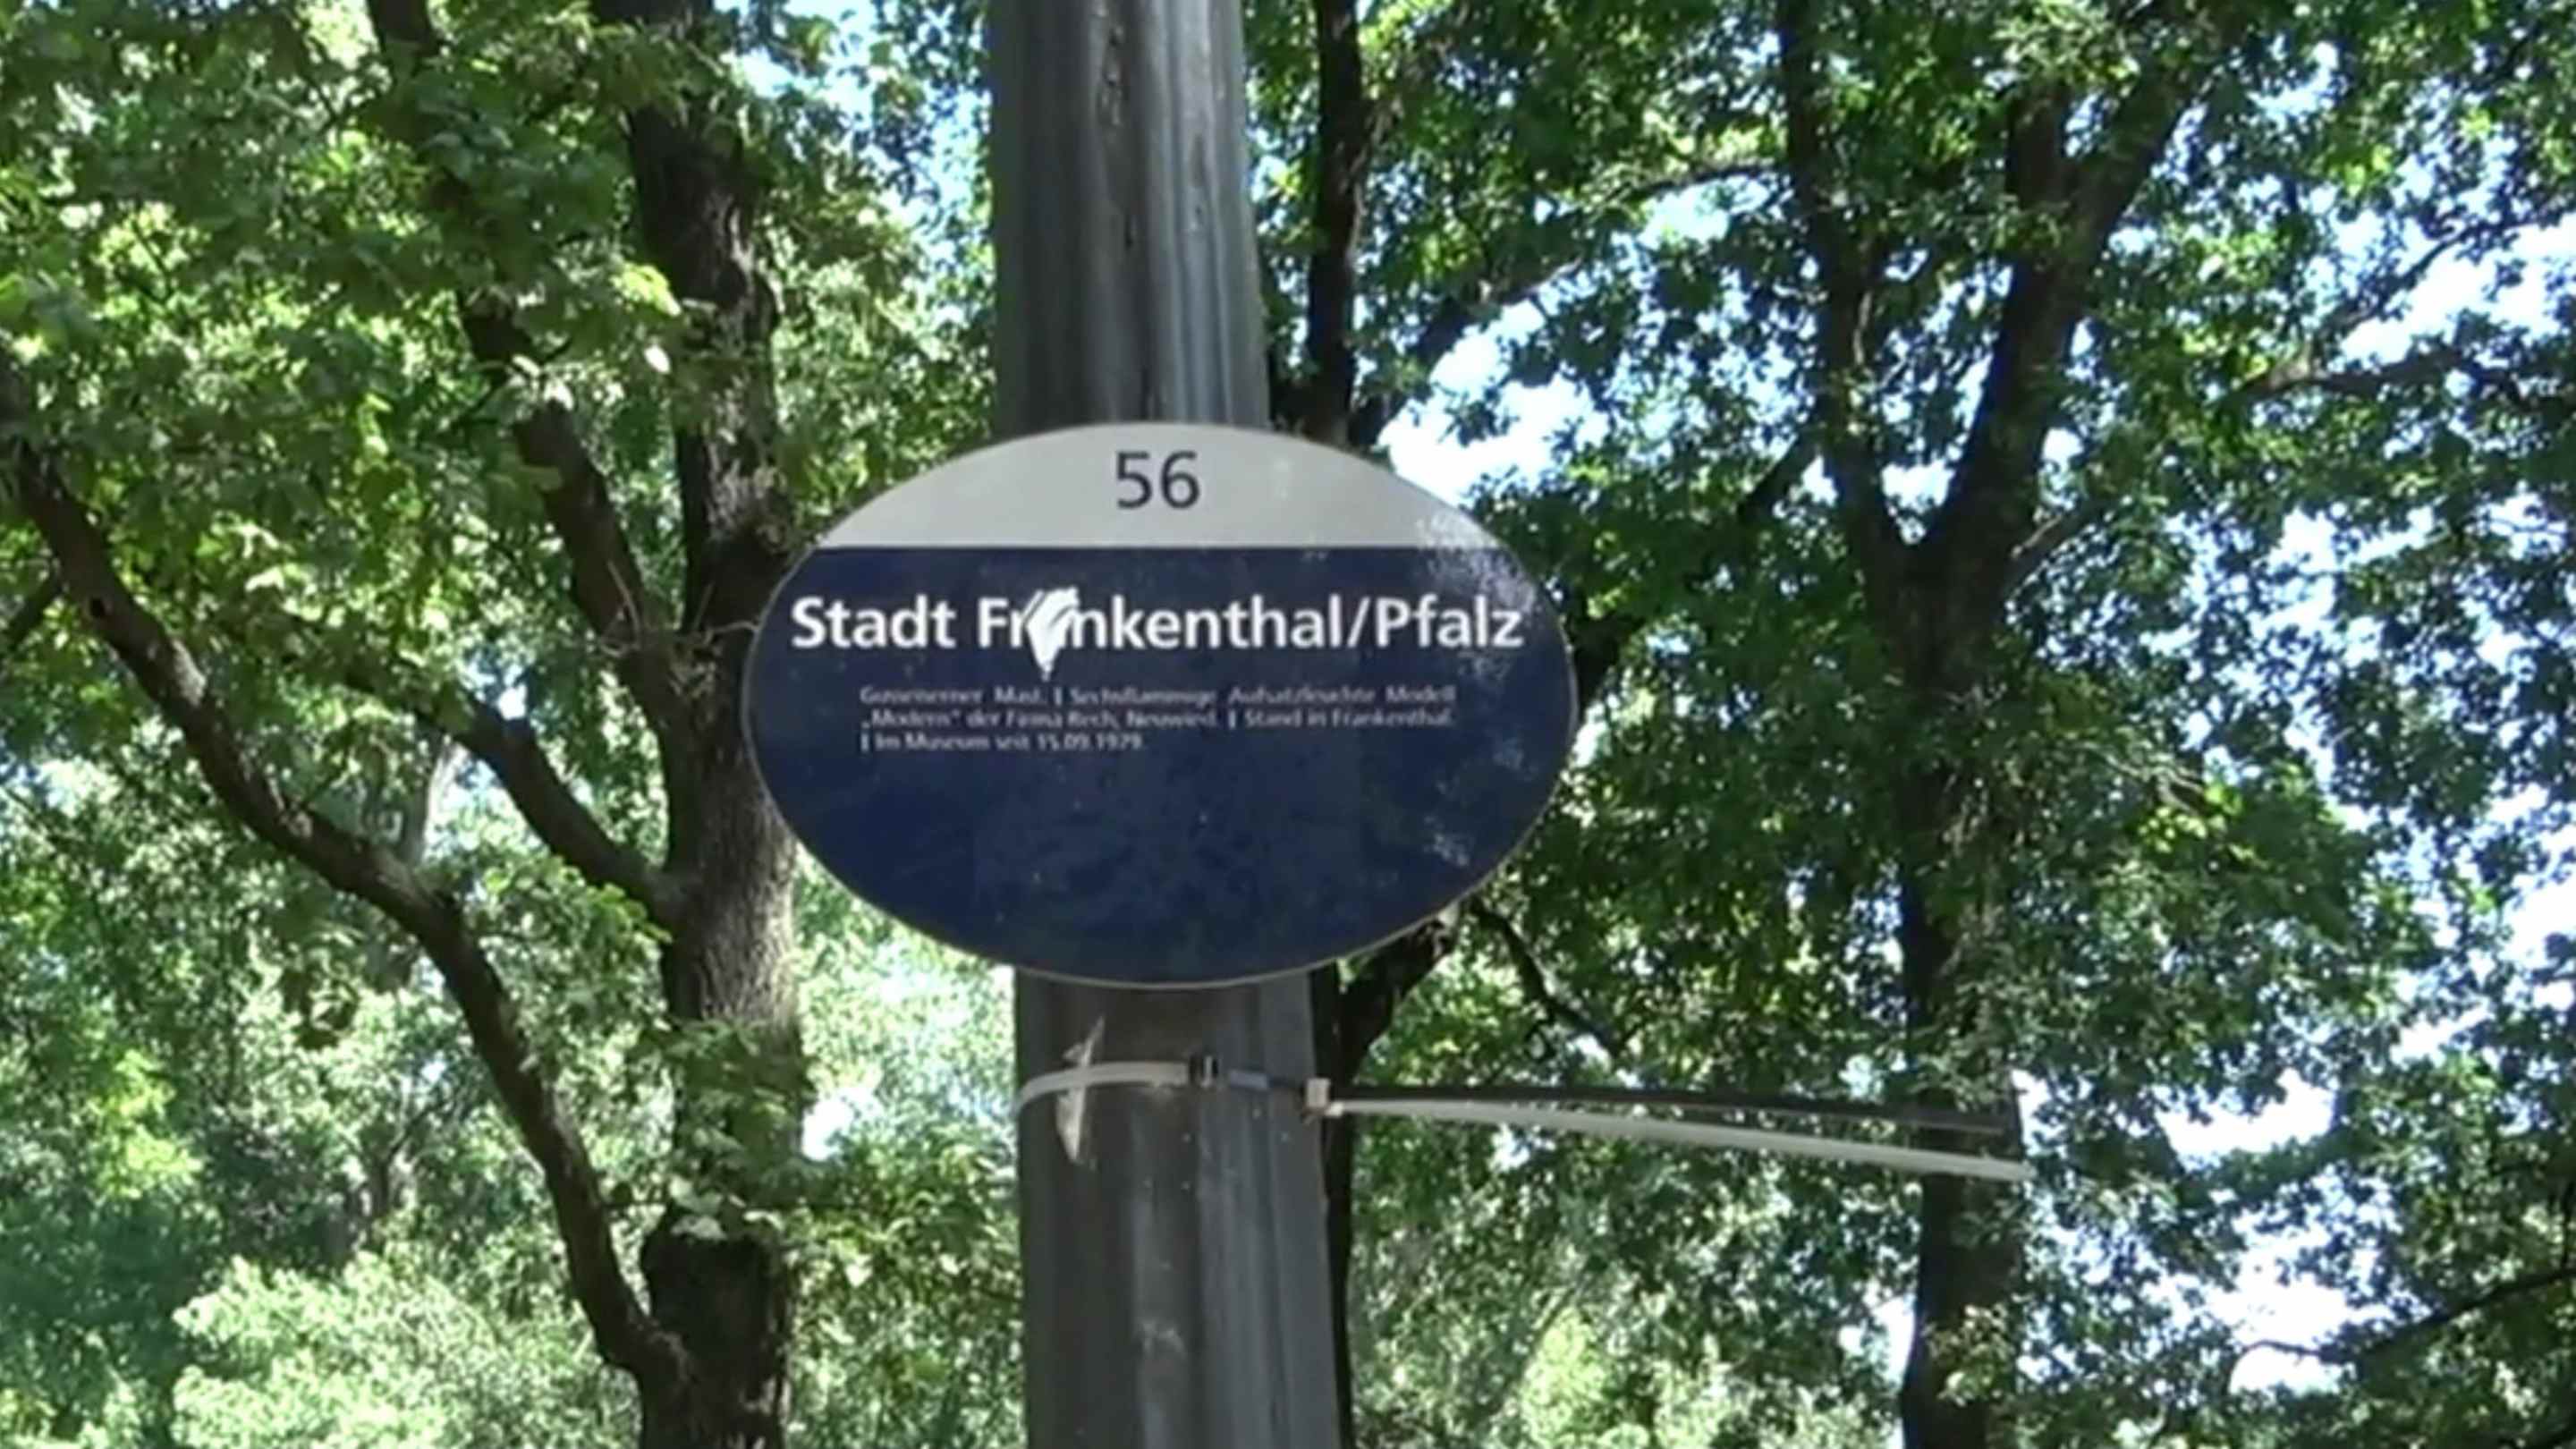 56
Stadt Frankenthal/Pfalz
Gusseiserner Mast. | Sechsflammige Aufsatzleuchte Modell
„Modern“ der Firma Rech, Neuwied. | Stand in Frankenthal.
| Im Museum seit 15.09.1979.